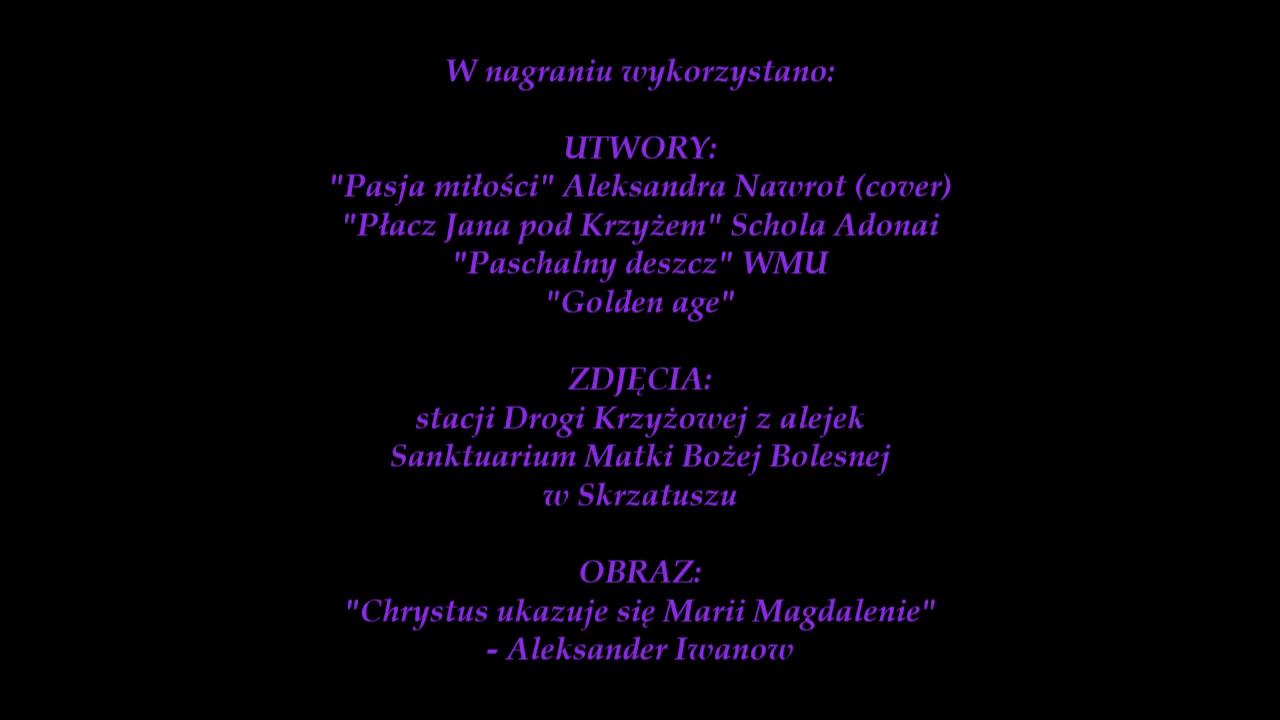 W nagraniu wykorzystano:
UTWORY:
"Pasja miłości" Aleksandra Nawrot (cover)
"Płacz Jana pod Krzyżem" Schola Adonai
"Paschalny deszcz" WMU
"Golden age"
ZDJĘCIA:
stacji Drogi Krzyżowej z alejek
Sanktuarium Matki Bożej Bolesnej
w Skrzatuszu
OBRAZ:
"Chrystus ukazuje się Marii Magdalenie"
- Aleksander Iwanow